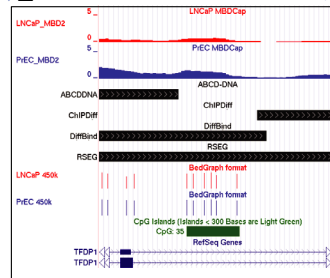 5 LNCaP MBDCap
LNCaP_MBD2
0
5 PrEC MBDCap
PrEC_MBD2
0
ABCD-DNA
ABCDDNA
ChIPDiff
ChIPDiff
DiffBind
DiffBind
RSEG
RSEG
LNCaP 450k BedGraph format
BedGraph format
PrEC 450k
CpG Islands (Islands < 300 Bases are Light Green)
CpG: 35
RefSeq Genes
TFDP1
TFDP1